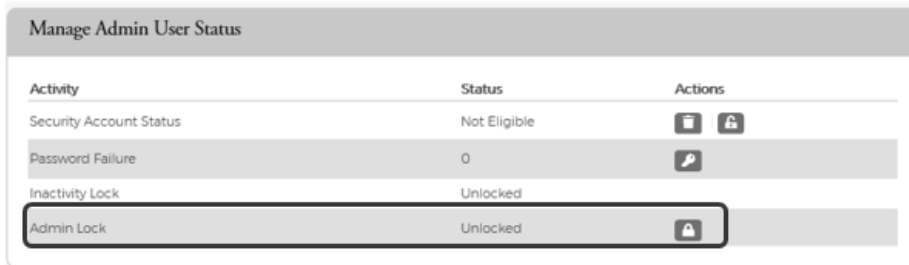 Manage Admin User Status
Activity Status Actions
Security Account Status Not Eligible
Password Failure 0
Inactivity Lock Unlocked
Admin Lock Unlocked